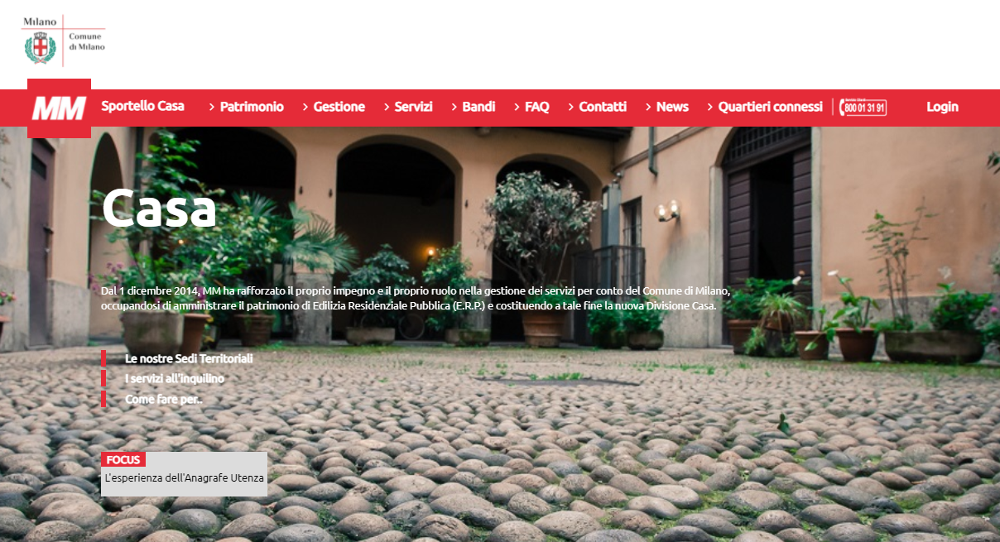 Milano
Comune
di Milano
MM
Sportello Casa
Patrimonio
Gestione
Servizi
Bandi
FAQ
Contatti
News
Quartieri connessi
Servizio Clienti
800 01 31 91
Login
Casa
Dal 1 dicembre 2014, MM ha rafforzato il proprio impegno e il proprio ruolo nella gestione dei servizi per conto del Comune di Milano,
occupandosi di amministrare il patrimonio di Edilizia Residenziale Pubblica (E.R.P.) e costituendo a tale fine la nuova Divisione Casa.
Le nostre Sedi Territoriali
I servizi all'inquilino
Come fare per..
FOCUS
L'esperienza dell'Anagrafe Utenza